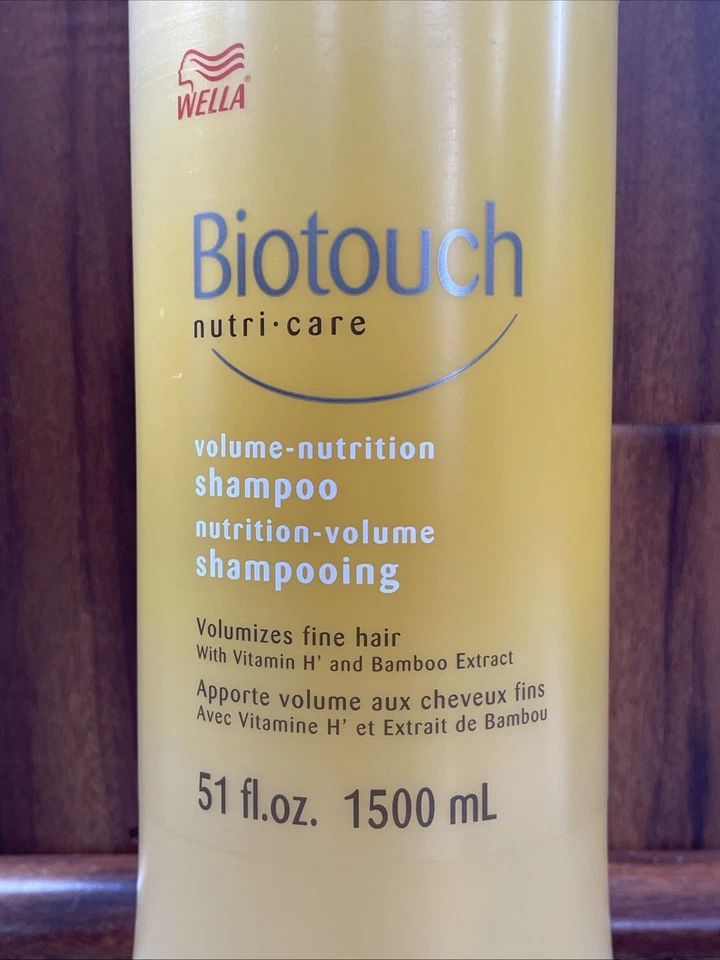 WELLA®
Biotouch
nutri·care
volume-nutrition
shampoo
nutrition-volume
shampooing
Volumizes fine hair
With Vitamin H' and Bamboo Extract
Apporte volume aux cheveux fins
Avec Vitamine H' et Extrait de Bambou
51 fl.oz. 1500 mL